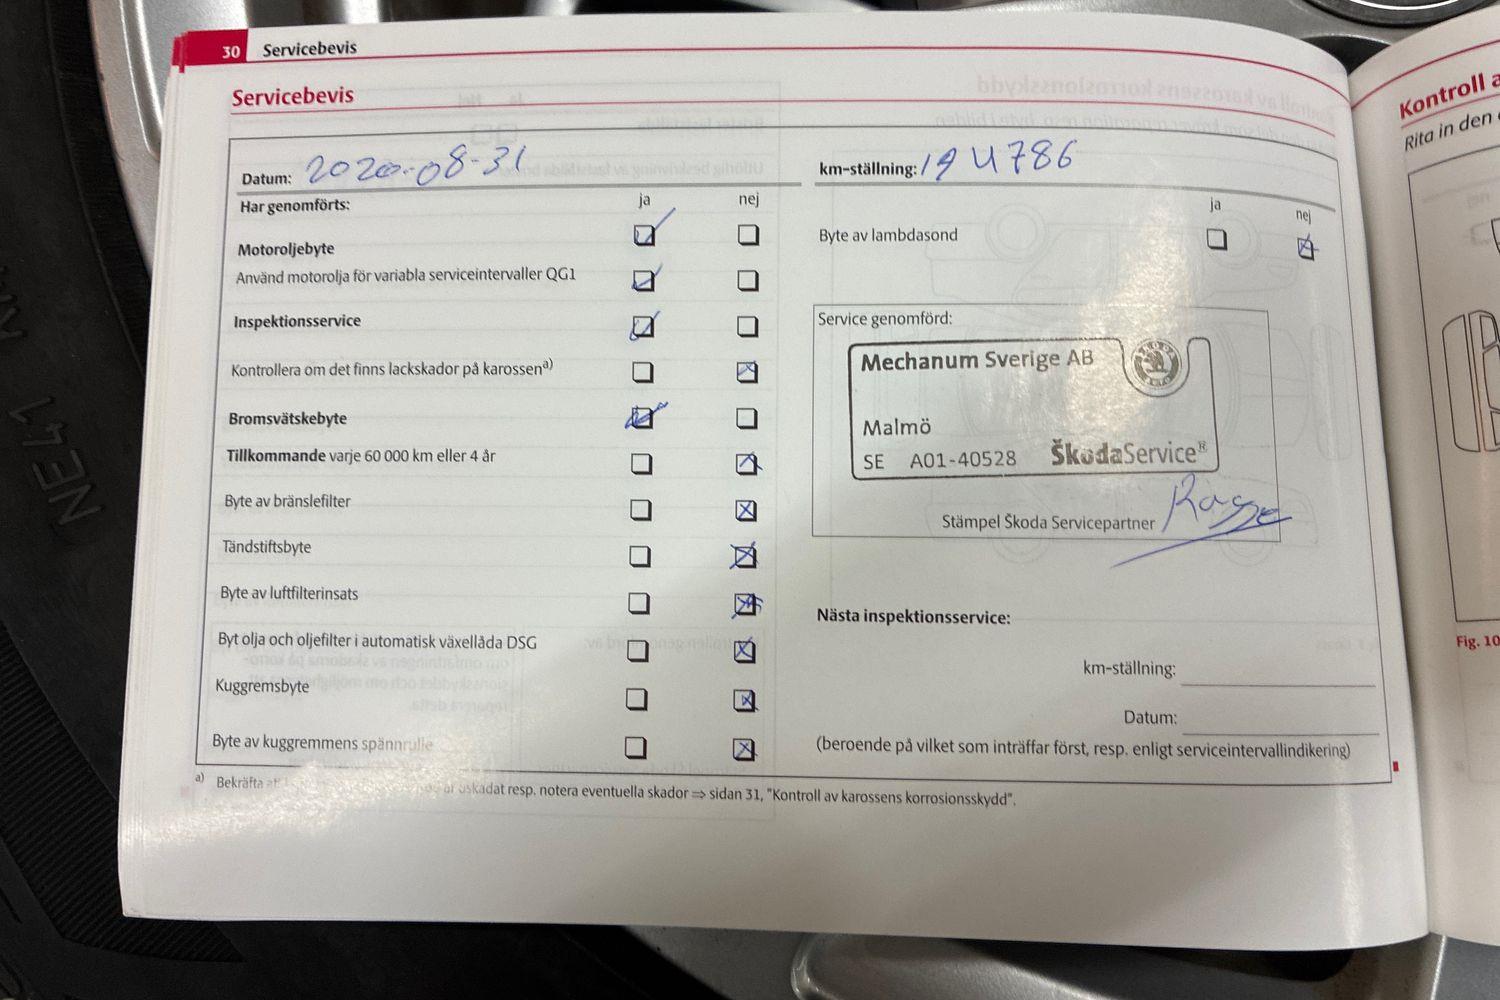 30 Servicebevis
Servicebevis
Datum: 2020-08-31
km-ställning: 194786
Har genomförts:
ja nej
Motoroljebyte
Använd motorolja för variabla serviceintervaller QG1
Inspektionsservice
Kontrollera om det finns lackskador på karossen a)
Bromsvätskebyte
Tillkommande varje 60 000 km eller 4 år
Byte av bränslefilter
Tändstiftsbyte
Byte av luftfilterinsats
Byt olja och oljefilter i automatisk växellåda DSG
Kuggremsbyte
Byte av kuggremmens spännrulle
ja nej
Byte av lambdasond
Service genomförd:
Mechanum Sverige AB
SKODA
AUTO
Malmö
SE A01-40528 ŠkodaService®
Stämpel Škoda Servicepartner
Nästa inspektionsservice:
km-ställning:
Datum:
(beroende på vilket som inträffar först, resp. enligt serviceintervallindikering)
a) Bekräfta oskadat resp. notera eventuella skador ⇒ sidan 31, "Kontroll av karossens korrosionsskydd".
Kontroll a
Rita in den
Fig. 10
NE41